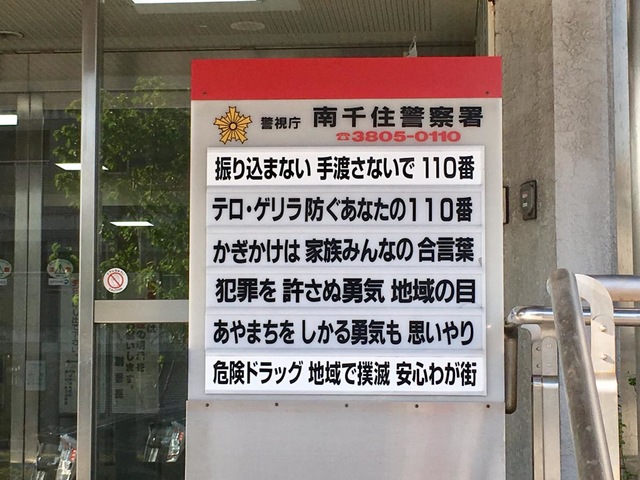 警視庁 南千住警察署
☎3805-0110
振り込まない 手渡さないで 110番
テロ・ゲリラ防ぐあなたの110番
かぎかけは 家族みんなの 合言葉
犯罪を 許さぬ勇気 地域の目
あやまちを しかる勇気も 思いやり
危険ドラッグ 地域で撲滅 安心わが街